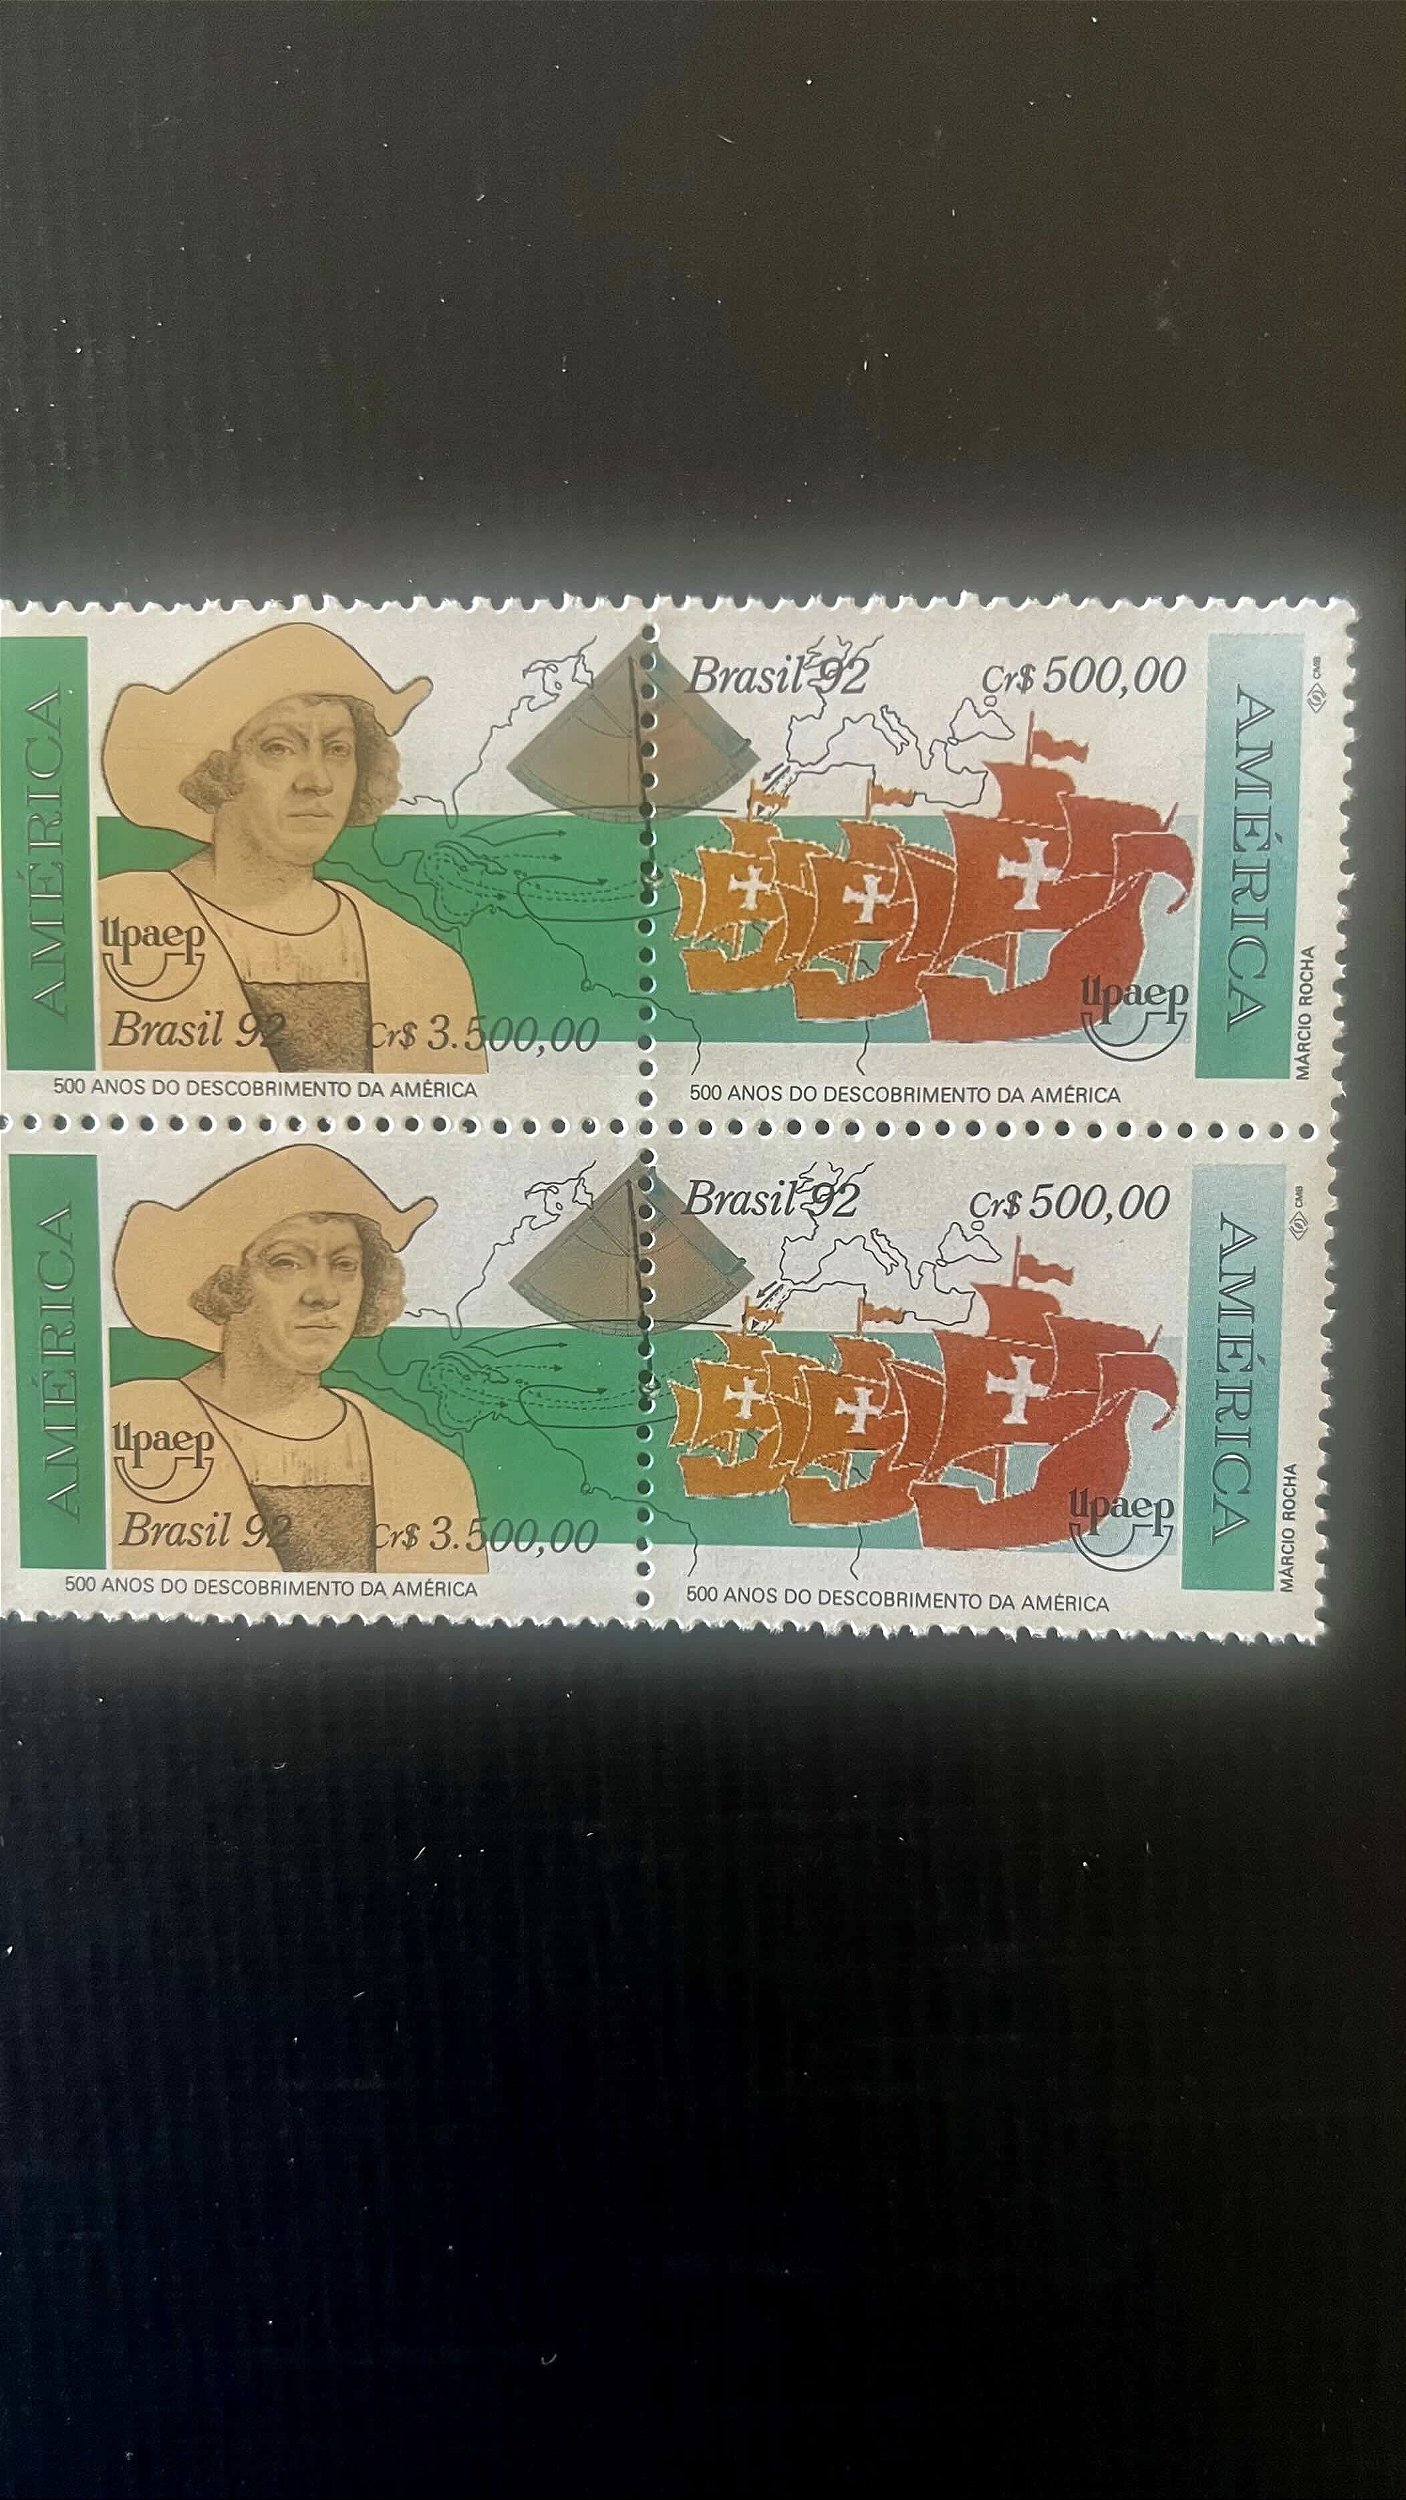 AMÉRICA
upaep
Brasil 92 Cr$ 3.500,00
500 ANOS DO DESCOBRIMENTO DA AMÉRICA
Brasil 92 Cr$ 500,00
upaep
500 ANOS DO DESCOBRIMENTO DA AMÉRICA
AMÉRICA
CMB
MÁRCIO ROCHA
AMÉRICA
upaep
Brasil 92 Cr$ 3.500,00
500 ANOS DO DESCOBRIMENTO DA AMÉRICA
Brasil 92 Cr$ 500,00
upaep
500 ANOS DO DESCOBRIMENTO DA AMÉRICA
AMÉRICA
CMB
MÁRCIO ROCHA